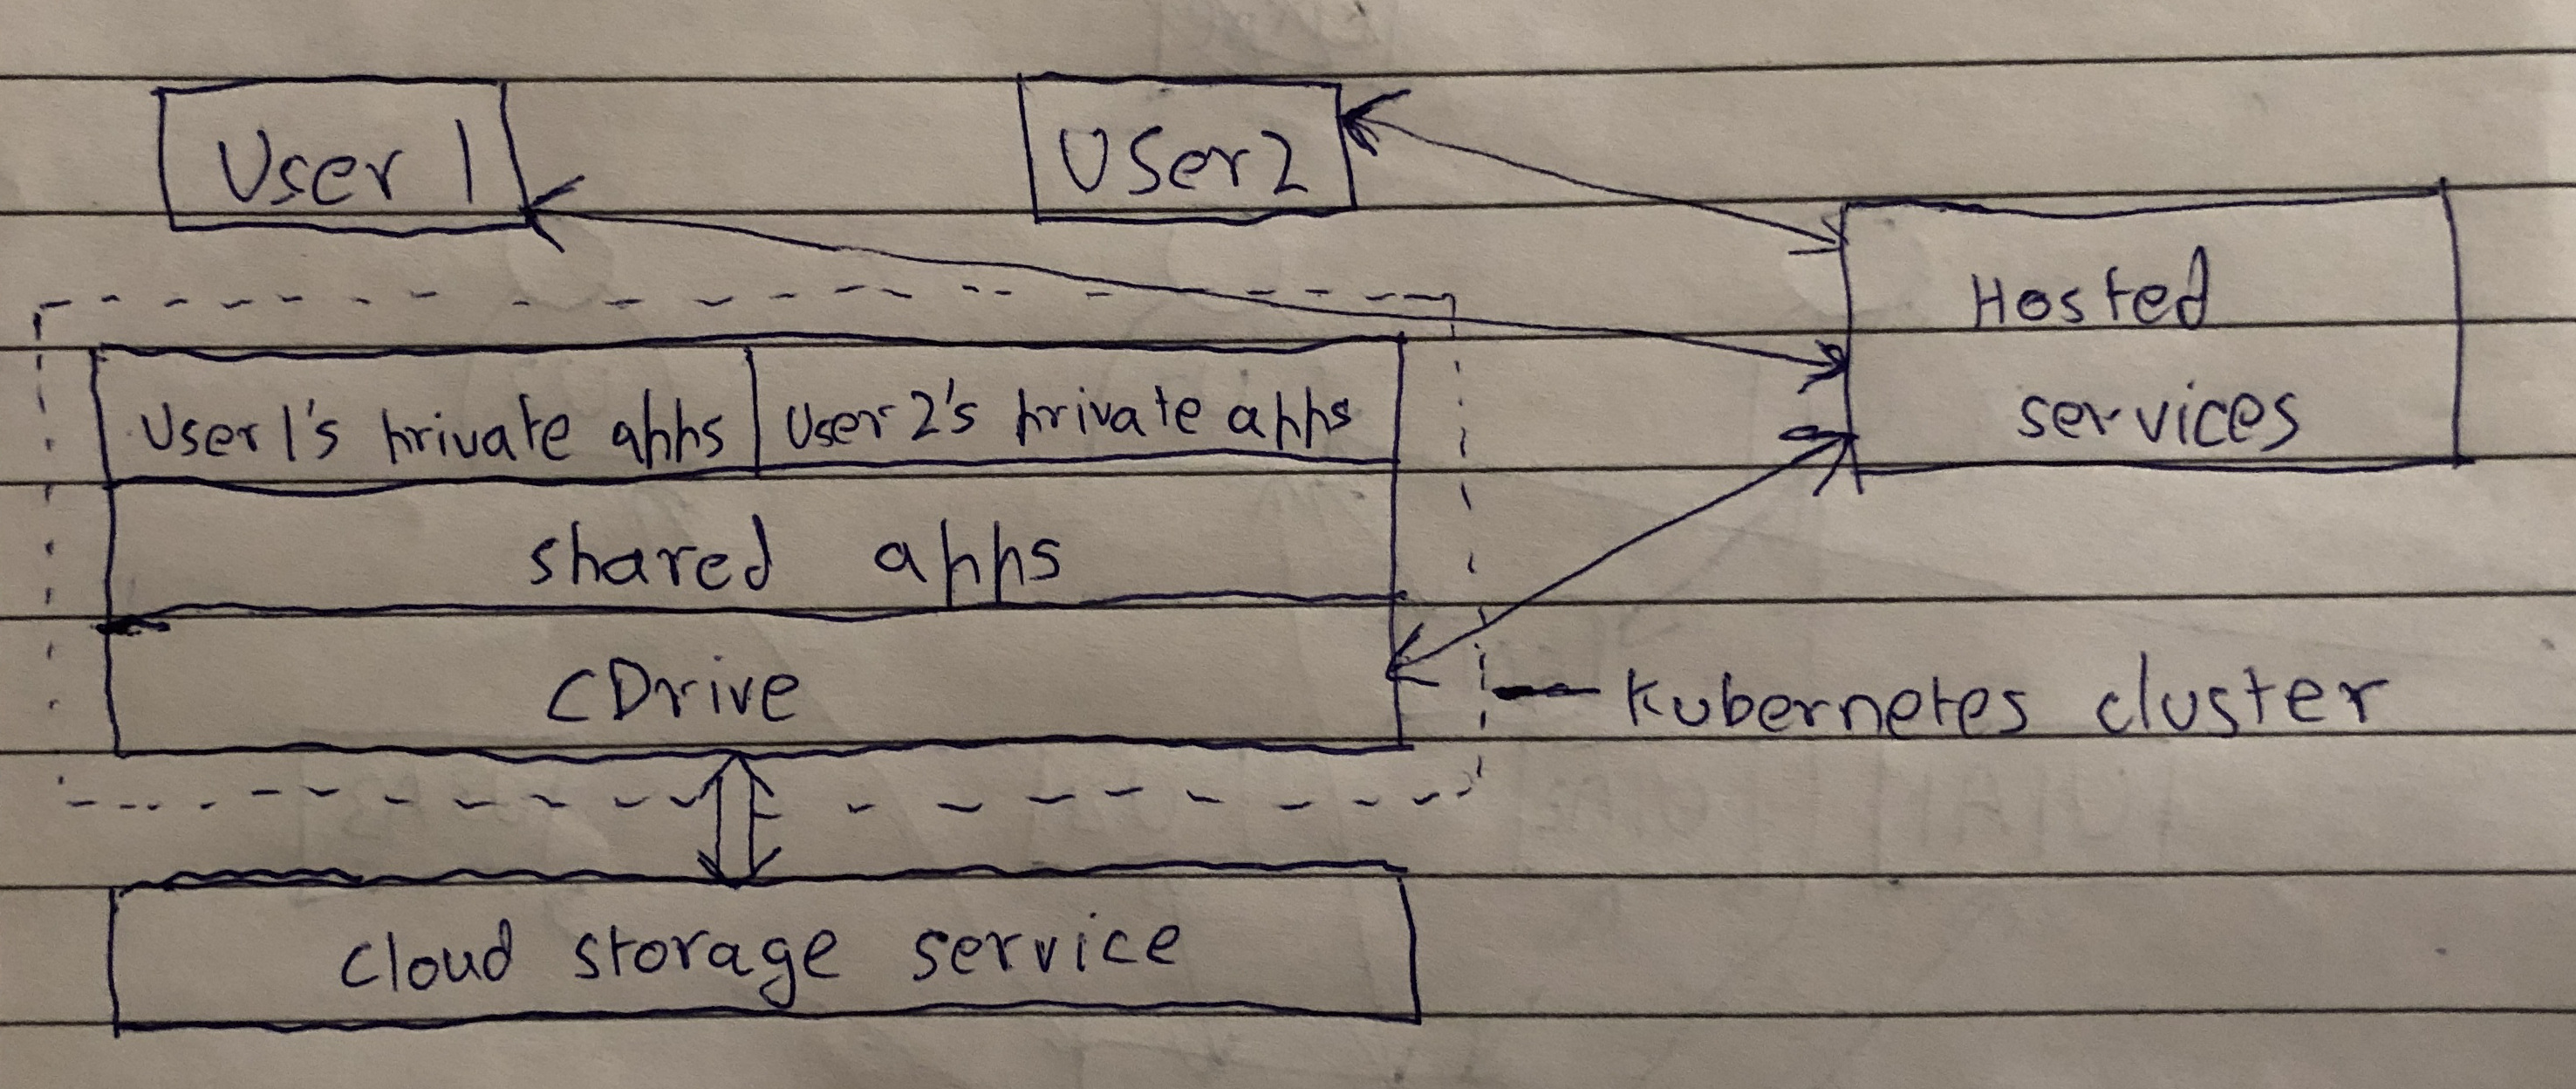 User 1
User 2
User 1's private apps
User 2's private apps
shared apps
CDrive
Cloud storage service
Hosted
services
kubernetes cluster